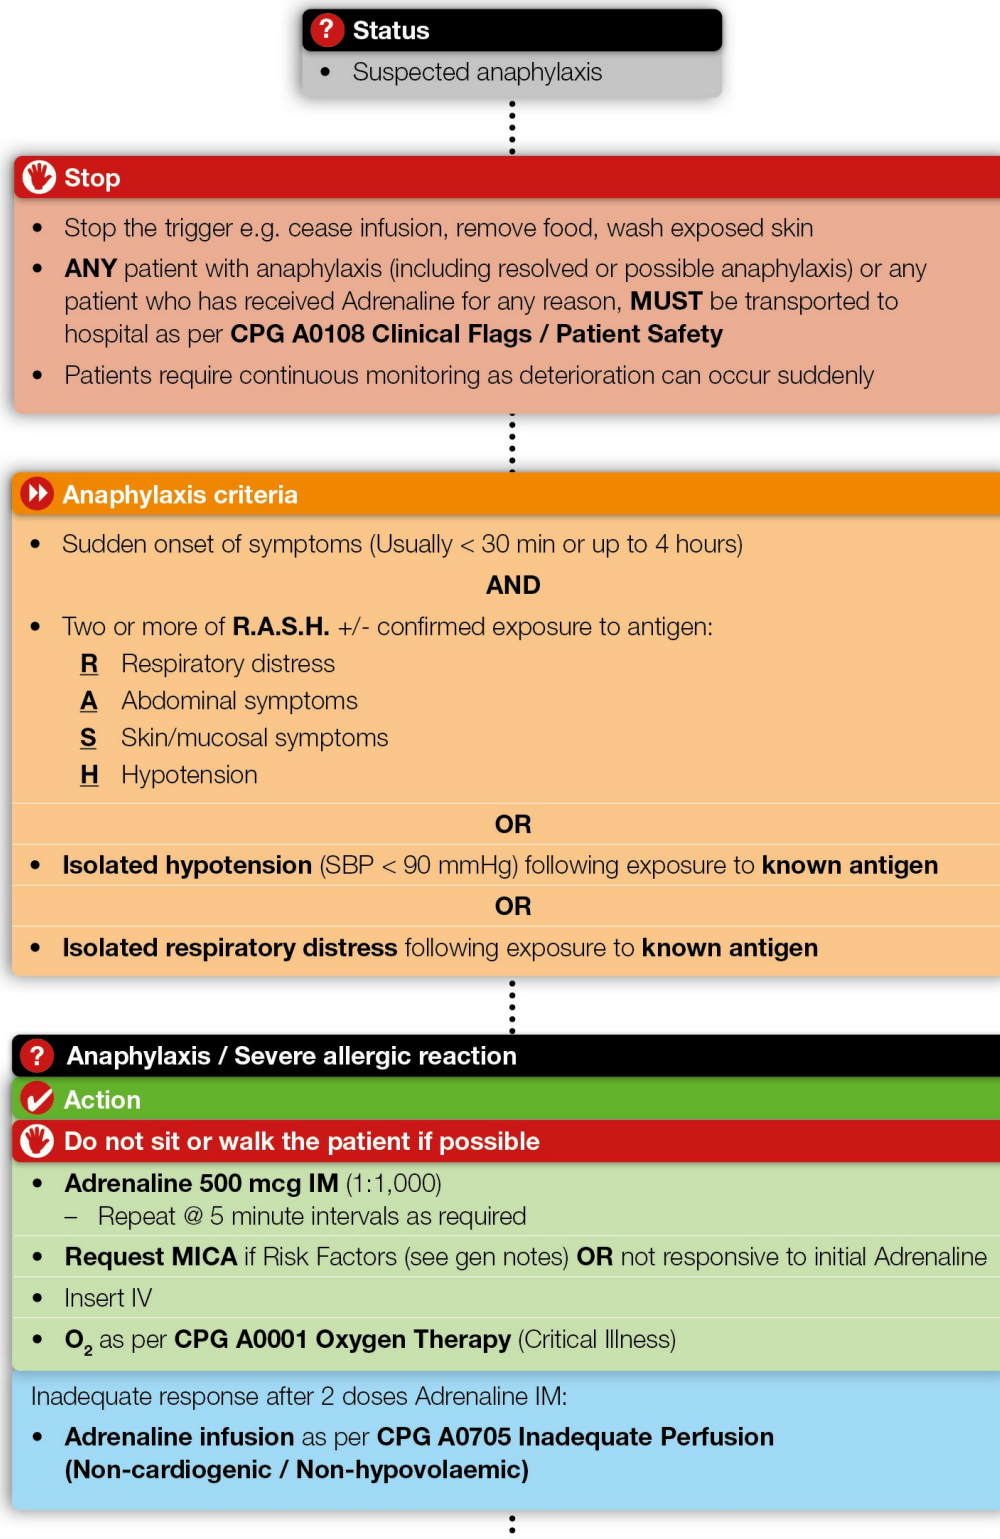 ? Status
• Suspected anaphylaxis
Stop
• Stop the trigger e.g. cease infusion, remove food, wash exposed skin
• ANY patient with anaphylaxis (including resolved or possible anaphylaxis) or any
patient who has received Adrenaline for any reason, MUST be transported to
hospital as per CPG A0108 Clinical Flags / Patient Safety
• Patients require continuous monitoring as deterioration can occur suddenly
Anaphylaxis criteria
• Sudden onset of symptoms (Usually < 30 min or up to 4 hours)
AND
• Two or more of R.A.S.H. +/- confirmed exposure to antigen:
R Respiratory distress
A Abdominal symptoms
S Skin/mucosal symptoms
H Hypotension
OR
• Isolated hypotension (SBP < 90 mmHg) following exposure to known antigen
OR
• Isolated respiratory distress following exposure to known antigen
? Anaphylaxis / Severe allergic reaction
Action
Do not sit or walk the patient if possible
• Adrenaline 500 mcg IM (1:1,000)
– Repeat @ 5 minute intervals as required
• Request MICA if Risk Factors (see gen notes) OR not responsive to initial Adrenaline
• Insert IV
• O₂ as per CPG A0001 Oxygen Therapy (Critical Illness)
Inadequate response after 2 doses Adrenaline IM:
• Adrenaline infusion as per CPG A0705 Inadequate Perfusion
(Non-cardiogenic / Non-hypovolaemic)